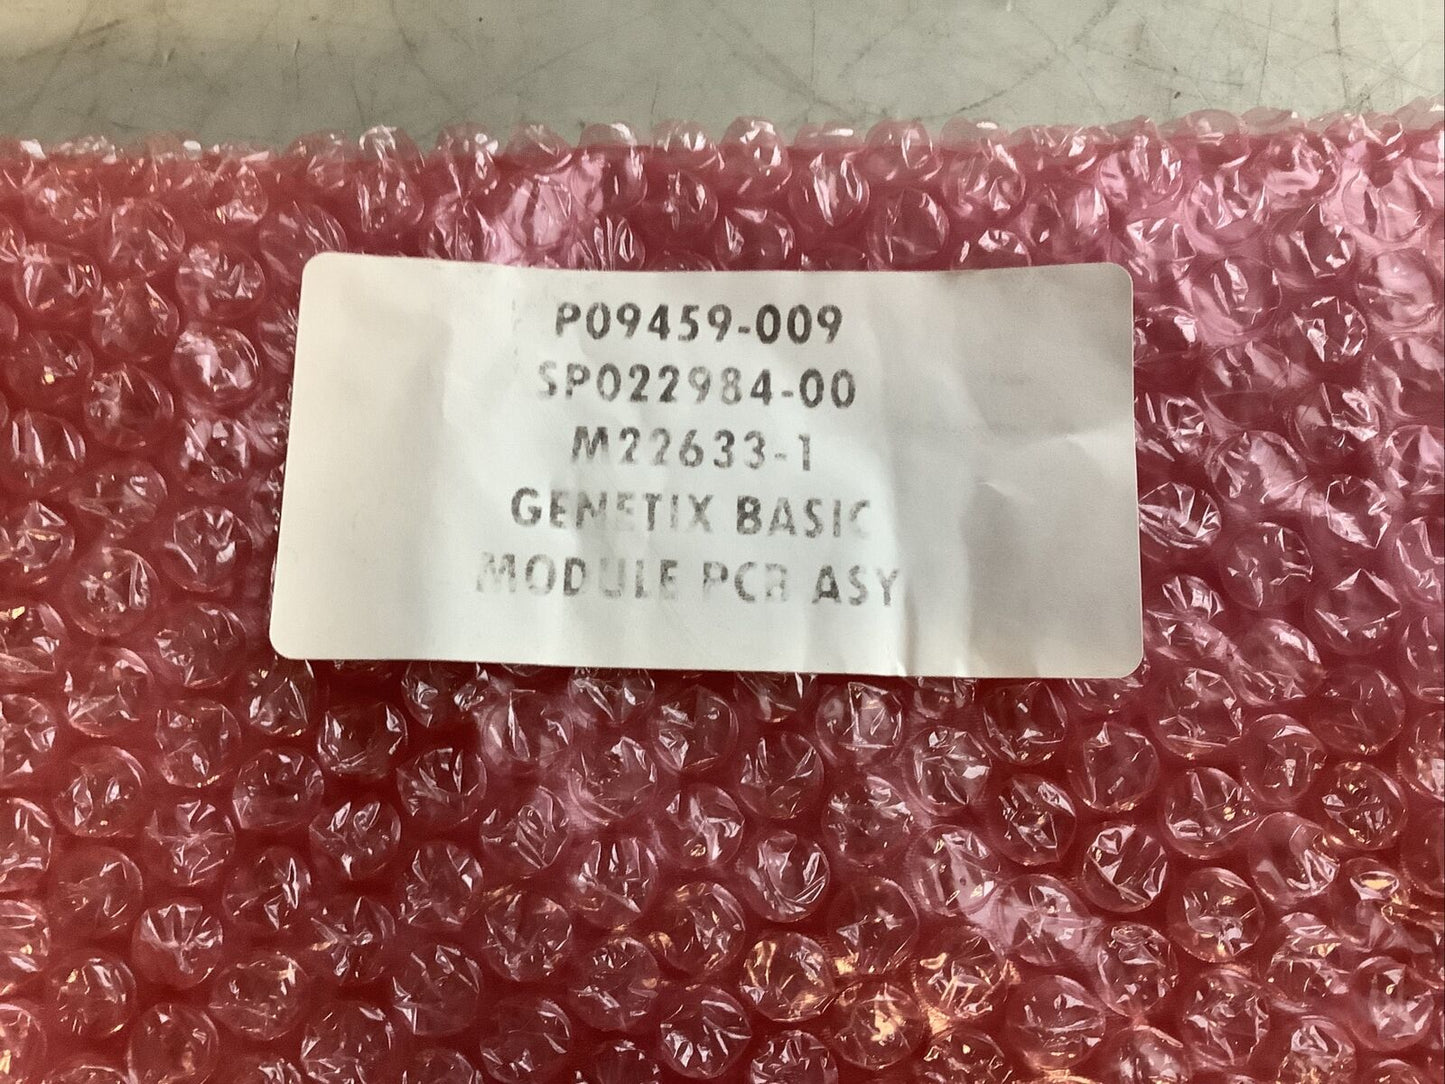 P09459-009
SP022984-00
M22633-1
GENETIX BASIC
MODULE PCB ASY